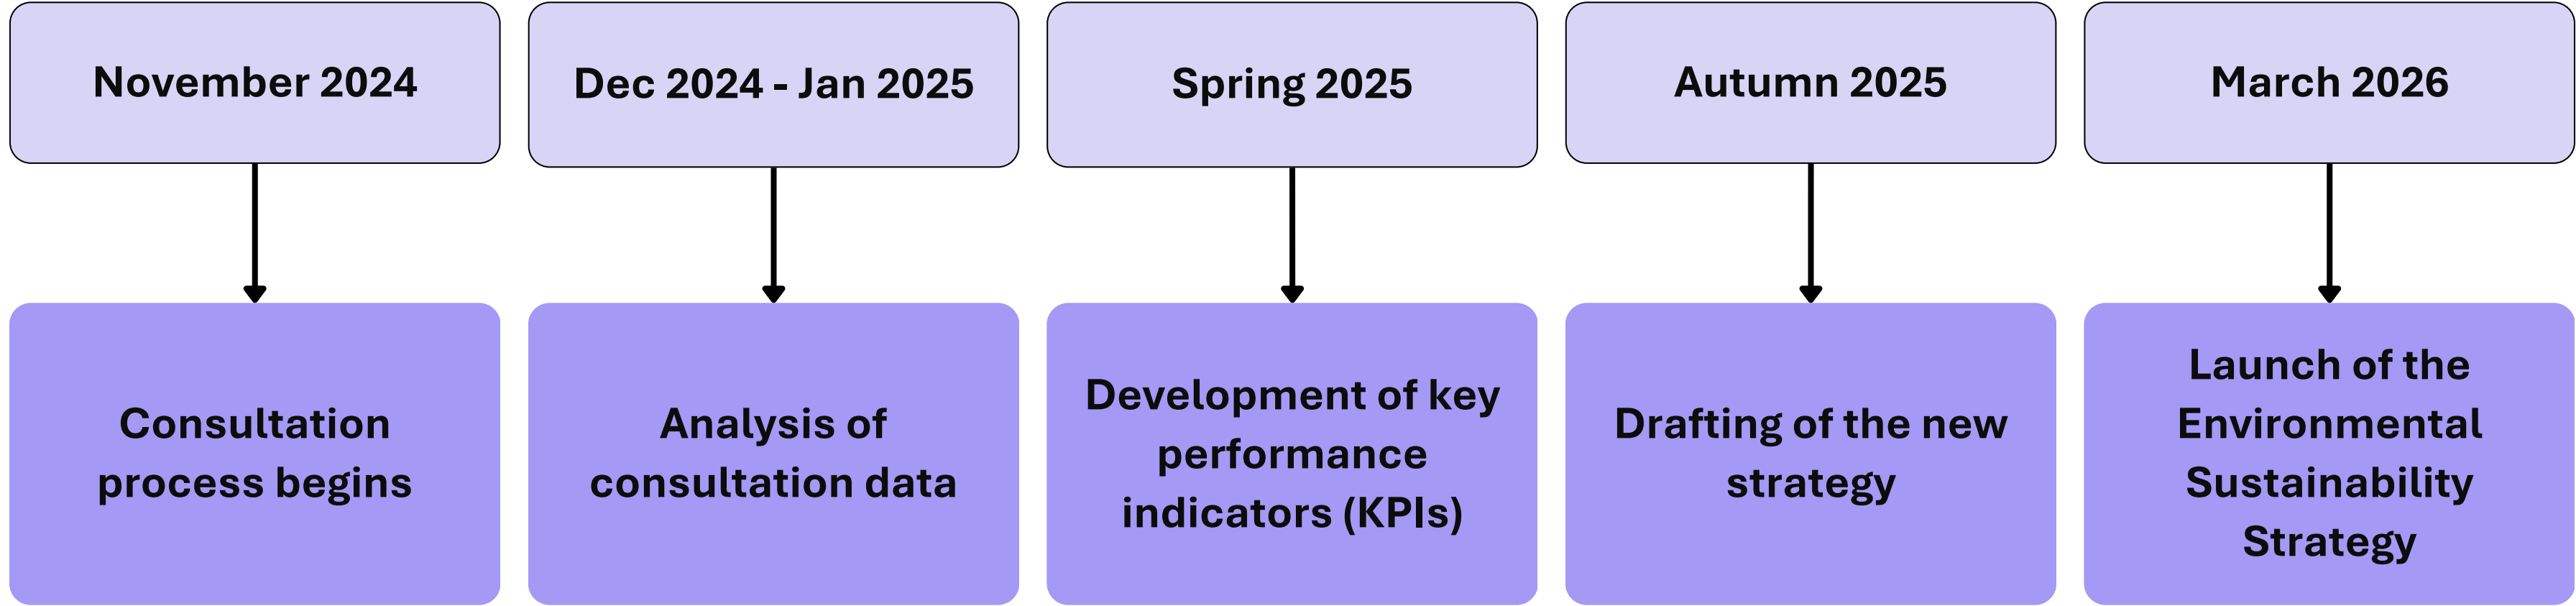 November 2024
Dec 2024 - Jan 2025
Spring 2025
Autumn 2025
March 2026
Consultation
process begins
Analysis of
consultation data
Development of key
performance
indicators (KPIs)
Drafting of the new
strategy
Launch of the
Environmental
Sustainability
Strategy